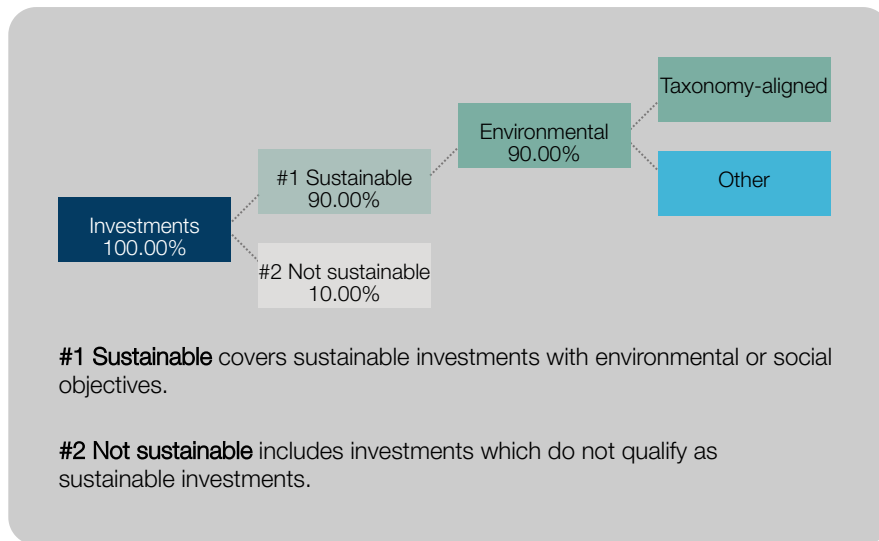 Taxonomy-aligned
Environmental
90.00%
#1 Sustainable
90.00%
Other
Investments
100.00%
#2 Not sustainable
10.00%
#1 Sustainable covers sustainable investments with environmental or social
objectives.
#2 Not sustainable includes investments which do not qualify as
sustainable investments.